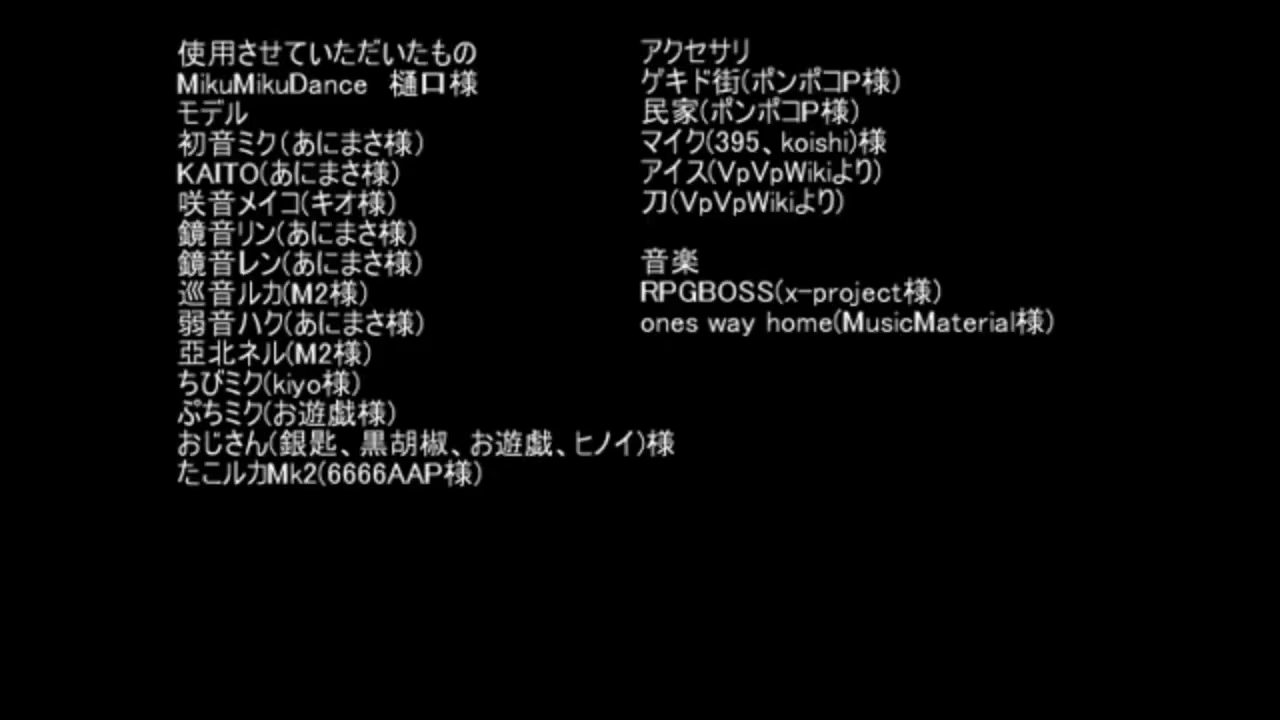 使用させていただいたもの
MikuMikuDance　樋口様
モデル
初音ミク(あにまさ様)
KAITO(あにまさ様)
咲音メイコ(キオ様)
鏡音リン(あにまさ様)
鏡音レン(あにまさ様)
巡音ルカ(M2様)
弱音ハク(あにまさ様)
亞北ネル(M2様)
ちびミク(kiyo様)
ぷちミク(お遊戯様)
おじさん(銀匙、黒胡椒、お遊戯、ヒノイ)様
たこルカMk2(6666AAP様)
アクセサリ
ゲキド街(ポンポコP様)
民家(ポンポコP様)
マイク(395、koishi)様
アイス(VpVpWikiより)
刀(VpVpWikiより)
音楽
RPGBOSS(x-project様)
ones way home(MusicMaterial様)